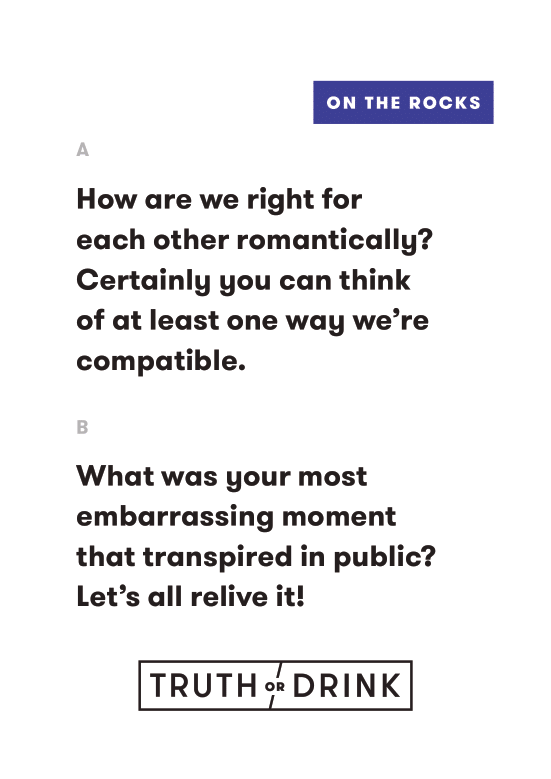 ON THE ROCKS
A
How are we right for
each other romantically?
Certainly you can think
of at least one way we're
compatible.
B
What was your most
embarrassing moment
that transpired in public?
Let's all relive it!
TRUTH OR DRINK